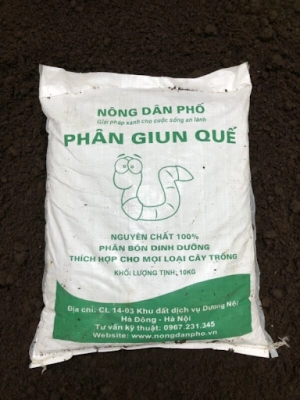 NÔNG DÂN PHỐ
Giải pháp xanh cho cuộc sống an lành
PHÂN GIUN QUẾ
NGUYÊN CHẤT 100%
PHÂN BÓN DINH DƯỠNG
THÍCH HỢP CHO MỌI LOẠI CÂY TRỒNG
KHỐI LƯỢNG TỊNH: 10KG
Địa chỉ: CL 14-03 Khu đất dịch vụ Dương Nội
Hà Đông - Hà Nội
Tư vấn kỹ thuật: 0967.231.345
Website: www.nongdanpho.vn